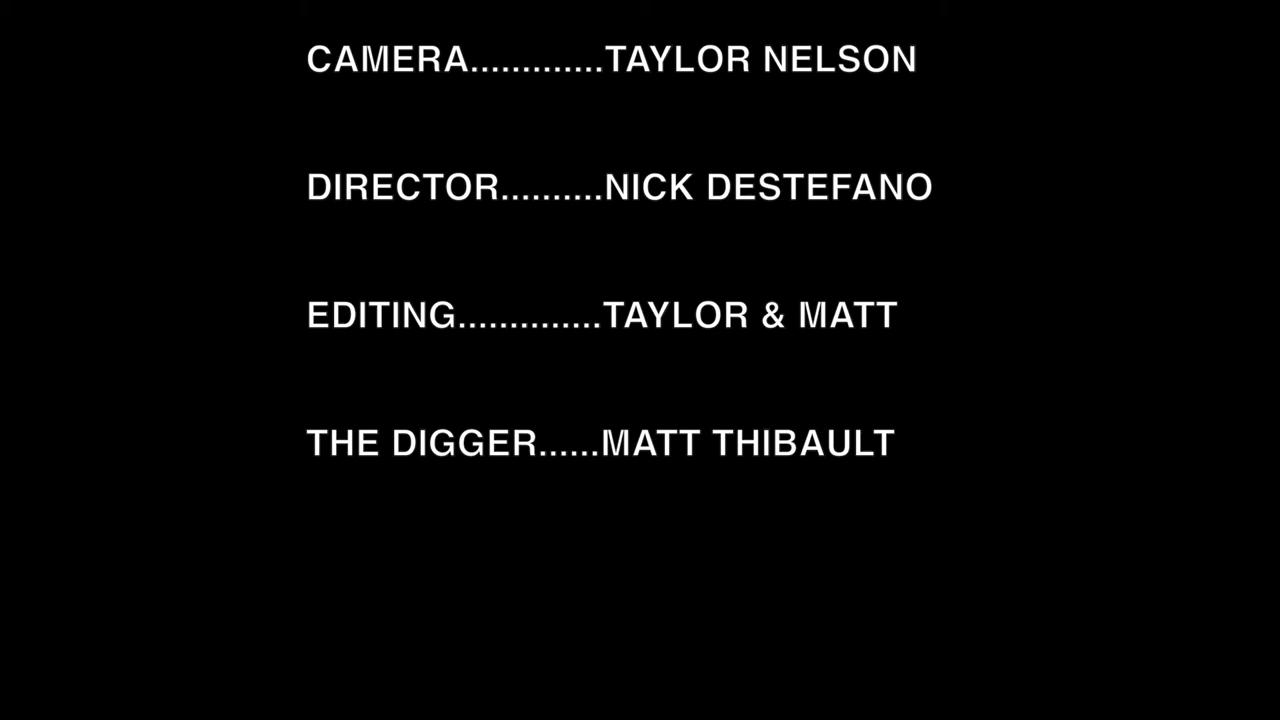 CAMERA.............TAYLOR NELSON
DIRECTOR..........NICK DESTEFANO
EDITING..............TAYLOR & MATT
THE DIGGER......MATT THIBAULT